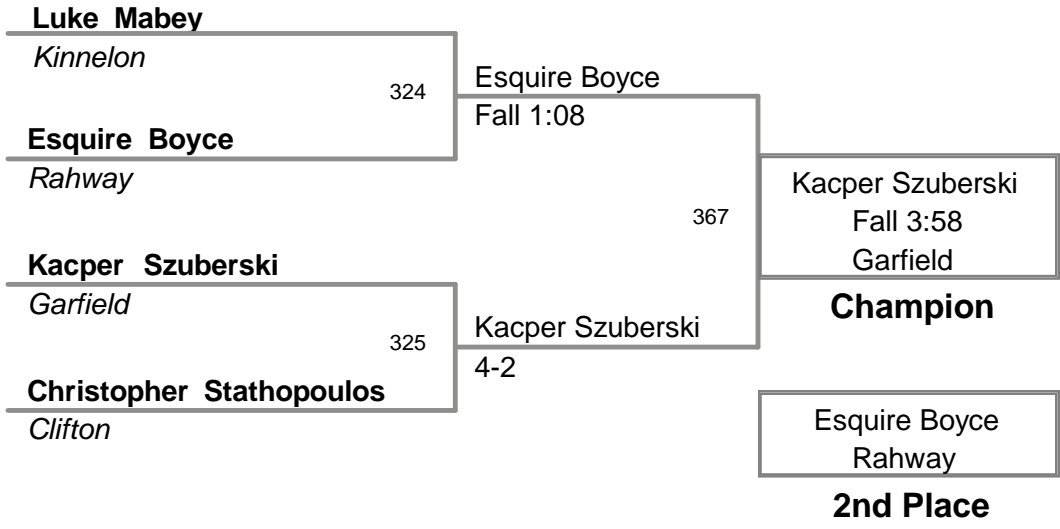 Luke Mabey
Kinnelon
324
Esquire Boyce
Rahway
Esquire Boyce
Fall 1:08
Kacper Szuberski
Garfield
325
Christopher Stathopoulos
Clifton
Kacper Szuberski
4-2
367
Kacper Szuberski
Fall 3:58
Garfield
Champion
Esquire Boyce
Rahway
2nd Place